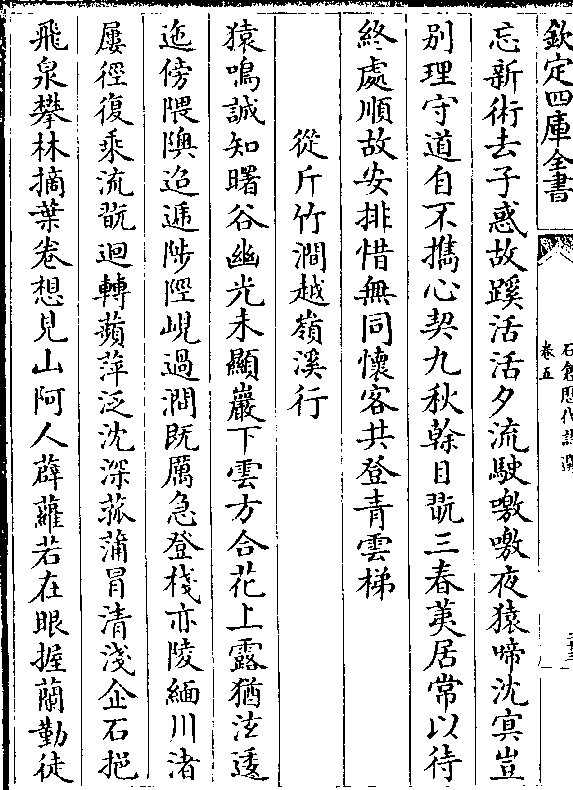 欽定四庫全書
石倉歷代詩選
卷五
忘新術去子惑故蹊活活夕流駛噭噭夜猿啼沈冥豈
別理守道自不攜心契九秋榦目翫三春荑居常以待
終處順故安排惜無同懷客共登青雲梯
從斤竹澗越嶺溪行
猿鳴誠知曙谷幽光未顯巖下雲方合花上露猶泫逶
迤傍隈隩迢遞陟陘峴過澗既厲急登棧亦陵緬川渚
屢徑復乘流翫迴轉蘋萍泛沈深菰蒲冒清淺企石挹
飛泉攀林摘葉卷想見山阿人薜蘿若在眼握蘭勤徒